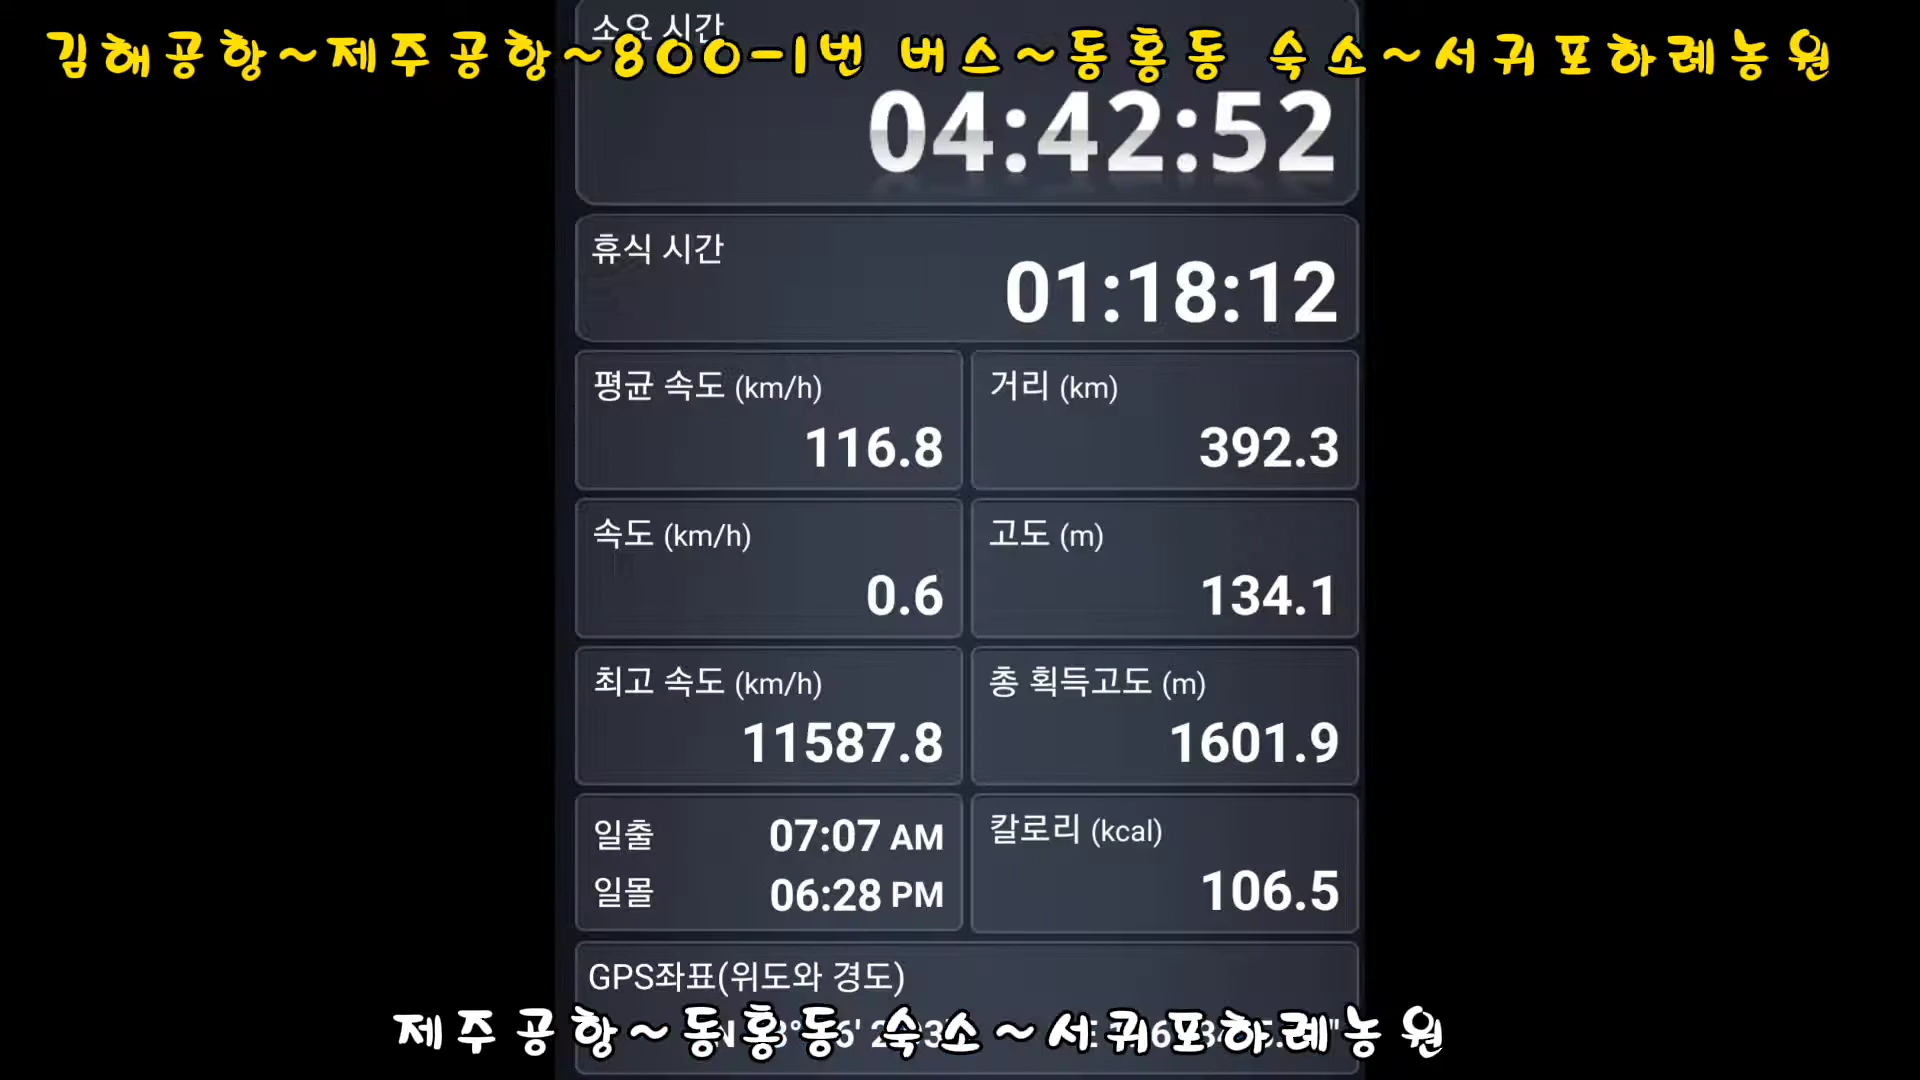 소요 시간
김해공항~제주공항~800-1번 버스~동홍동 숙소~서귀포하례농원
04:42:52
휴식 시간
01:18:12
평균 속도 (km/h)
116.8
거리 (km)
392.3
속도 (km/h)
0.6
고도 (m)
134.1
최고 속도 (km/h)
11587.8
총 획득고도 (m)
1601.9
일출 07:07 AM
일몰 06:28 PM
칼로리 (kcal)
106.5
GPS좌표(위도와 경도)
제주공항~동홍동 숙소~서귀포하례농원